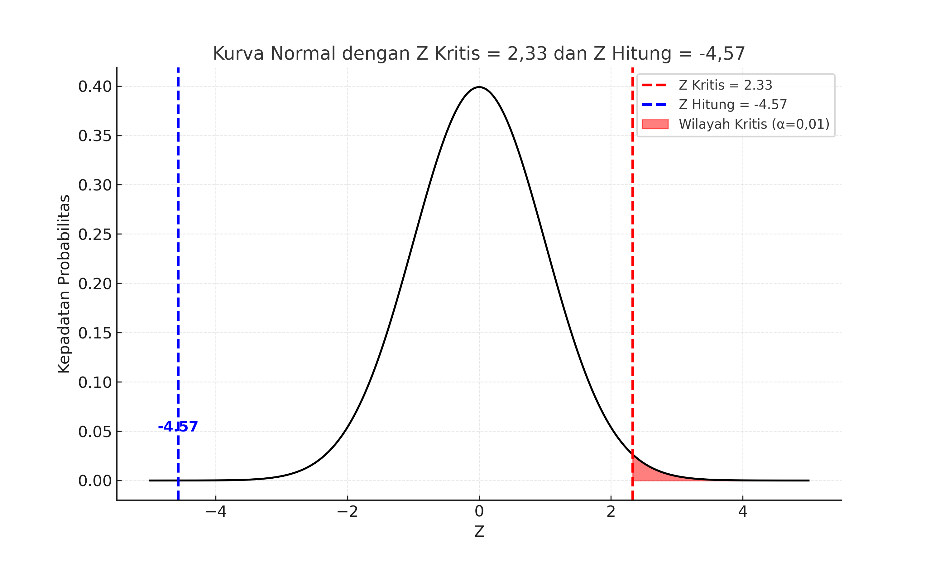 Kurva Normal dengan Z Kritis = 2,33 dan Z Hitung = -4,57
Z Kritis = 2.33
Z Hitung = -4.57
Wilayah Kritis (α=0,01)
Kepadatan Probabilitas
0.40
0.35
0.30
0.25
0.20
0.15
0.10
0.05
0.00
-4.57
−4
−2
0
2
4
Z